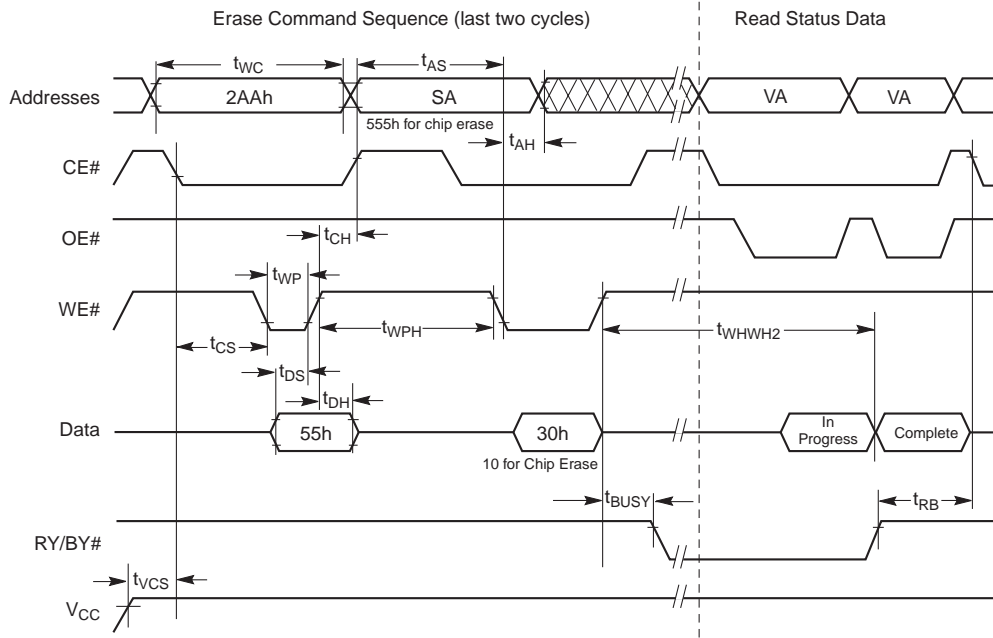 Erase Command Sequence (last two cycles)
Read Status Data
tWC
tAS
Addresses
2AAh
SA
VA
VA
555h for chip erase
tAH
CE#
OE#
tCH
tWP
WE#
tWPH
tWHWH2
tCS
tDS
tDH
Data
55h
30h
In
Progress
Complete
10 for Chip Erase
tBUSY
tRB
RY/BY#
tVCS
VCC